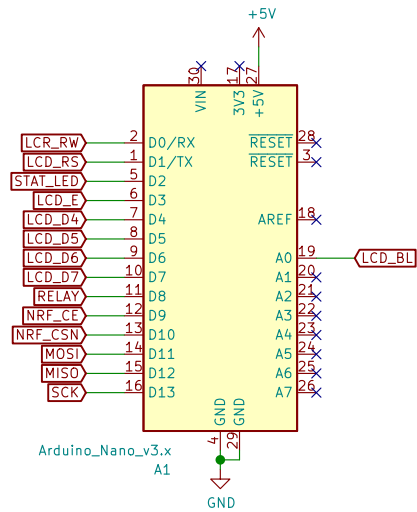 +5V
30 17 27
VIN 3V3 +5V
LCR_RW 2 D0/RX RESET 28
LCD_RS 1 D1/TX RESET 3
STAT_LED 5 D2
LCD_E 6 D3
LCD_D4 7 D4 AREF 18
LCD_D5 8 D5
LCD_D6 9 D6 A0 19 LCD_BL
LCD_D7 10 D7 A1 20
RELAY 11 D8 A2 21
NRF_CE 12 D9 A3 22
NRF_CSN 13 D10 A4 23
MOSI 14 D11 A5 24
MISO 15 D12 A6 25
SCK 16 D13 A7 26
GND GND
4 29
Arduino_Nano_v3.x
A1
GND